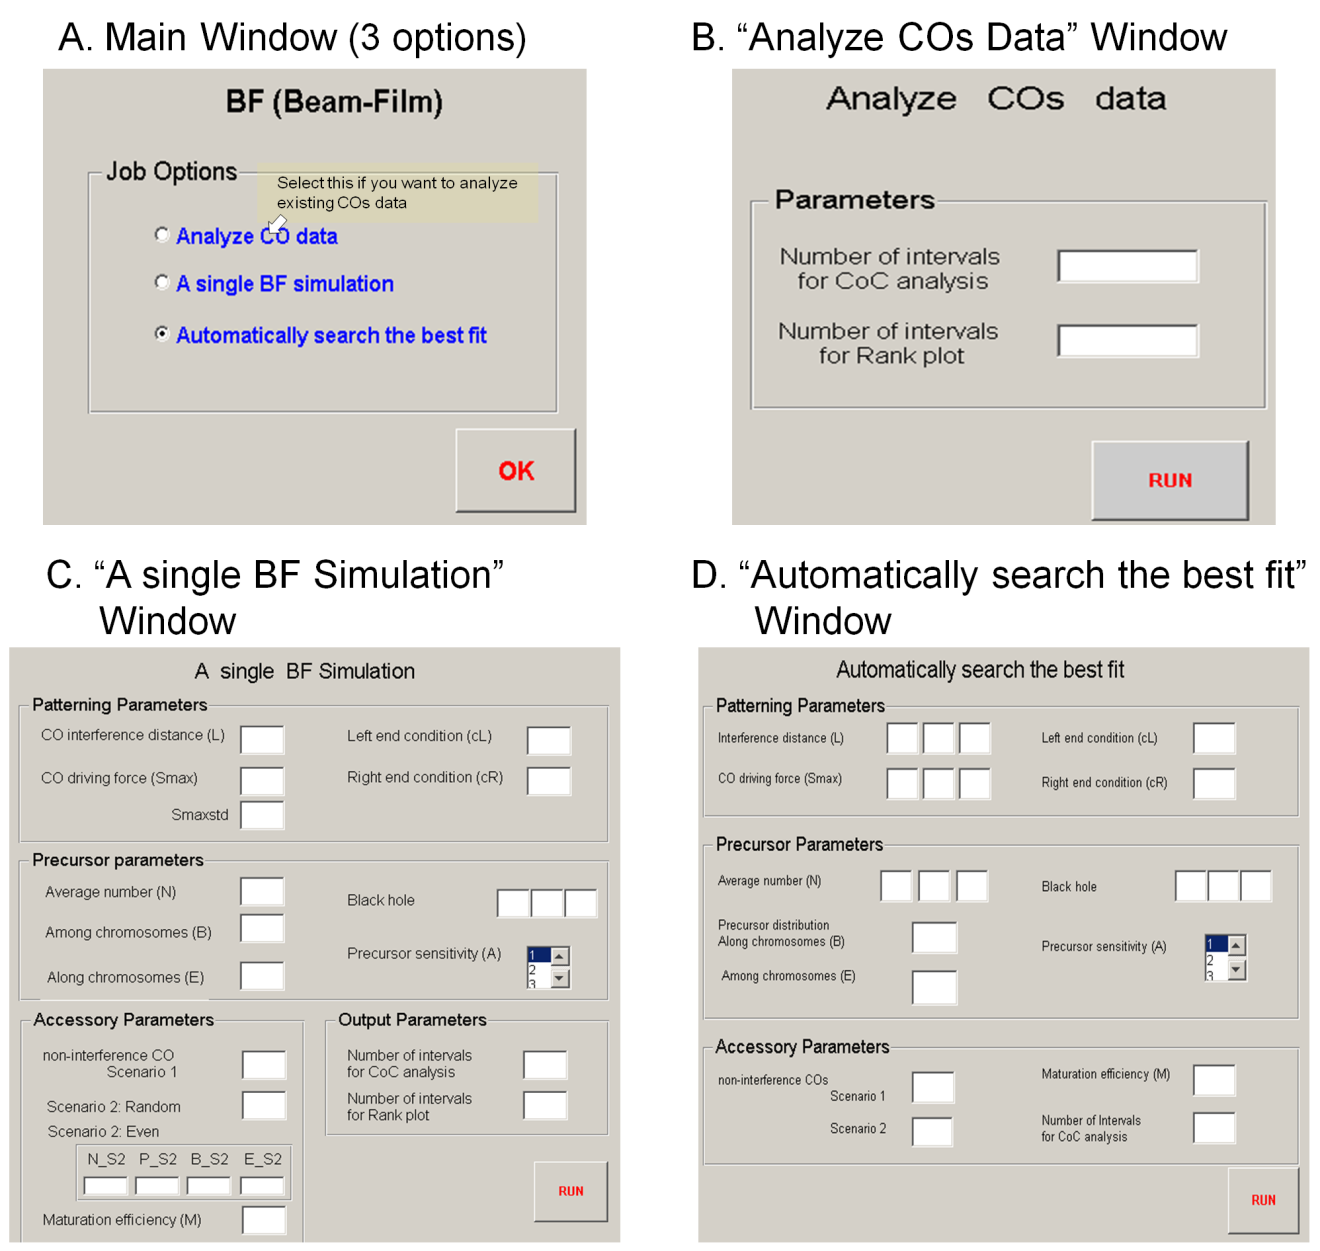 A. Main Window (3 options)
BF (Beam-Film)
Job Options
Select this if you want to analyze
existing COs data
Analyze CO data
A single BF simulation
Automatically search the best fit
OK
B. “Analyze COs Data” Window
Analyze COs data
Parameters
Number of intervals
for CoC analysis
Number of intervals
for Rank plot
RUN
C. “A single BF Simulation”
Window
A single BF Simulation
Patterning Parameters
CO interference distance (L)
Left end condition (cL)
CO driving force (Smax)
Right end condition (cR)
Smaxstd
Precursor parameters
Average number (N)
Black hole
Among chromosomes (B)
Precursor sensitivity (A)
1
2
3
Along chromosomes (E)
Accessory Parameters
non-interference CO
Scenario 1
Scenario 2: Random
Scenario 2: Even
N_S2 P_S2 B_S2 E_S2
Maturation efficiency (M)
Output Parameters
Number of intervals
for CoC analysis
Number of intervals
for Rank plot
RUN
D. “Automatically search the best fit”
Window
Automatically search the best fit
Patterning Parameters
Interference distance (L)
Left end condition (cL)
CO driving force (Smax)
Right end condition (cR)
Precursor Parameters
Average number (N)
Black hole
Precursor distribution
Along chromosomes (B)
Precursor sensitivity (A)
1
2
3
Among chromosomes (E)
Accessory Parameters
non-interference COs
Scenario 1
Maturation efficiency (M)
Scenario 2
Number of Intervals
for CoC analysis
RUN